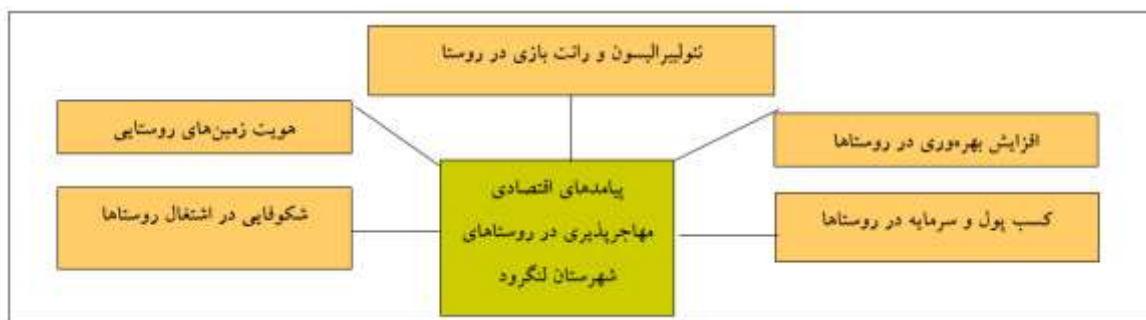 نئولیبرالیسون و رانت بازی در روستا
هویت زمین‌های روستایی
افزایش بهره‌وری در روستاها
پیامدهای اقتصادی
مهاجرپذیری در روستاهای
شهرستان لنگرود
شکوفایی در اشتغال روستاها
کسب پول و سرمایه در روستاها